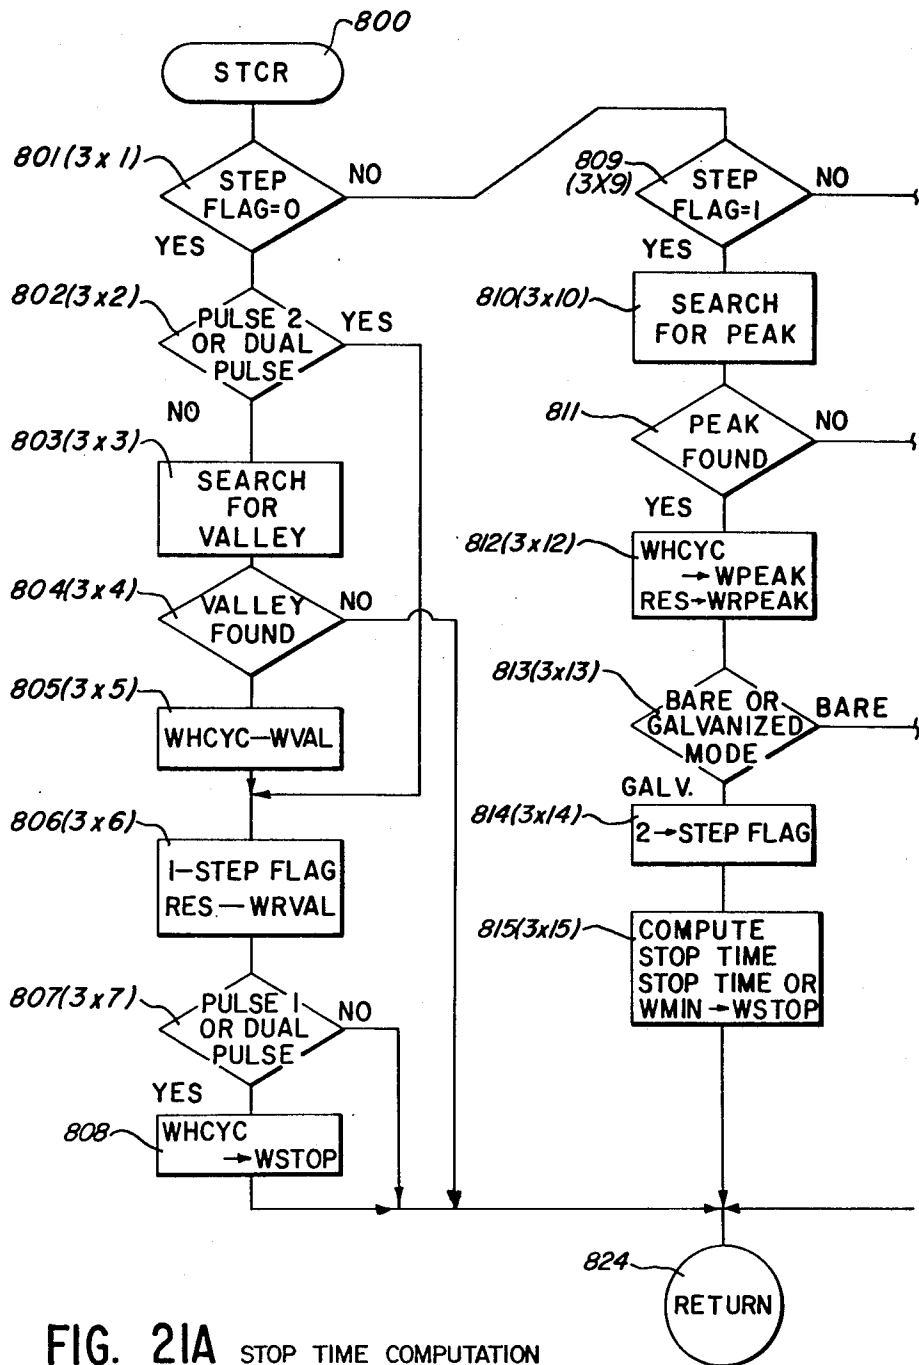 800
STCR
801(3x1)
STEP
FLAG=0
NO
YES
802(3x2)
PULSE 2
OR DUAL
PULSE
YES
NO
803(3x3)
SEARCH
FOR
VALLEY
804(3x4)
VALLEY
FOUND
NO
805(3x5)
WHCYC—WVAL
806(3x6)
1—STEP FLAG
RES — WRVAL
807(3x7)
PULSE 1
OR DUAL
PULSE
NO
YES
808
WHCYC
→WSTOP
809
(3X9)
STEP
FLAG=1
NO
YES
810(3x10)
SEARCH
FOR PEAK
811
PEAK
FOUND
NO
YES
812(3x12)
WHCYC
→WPEAK
RES→WRPEAK
813(3x13)
BARE OR
GALVANIZED
MODE
BARE
GALV.
814(3x14)
2→STEP FLAG
815(3x15)
COMPUTE
STOP TIME
STOP TIME OR
WMIN →WSTOP
824
RETURN
FIG. 21A STOP TIME COMPUTATION